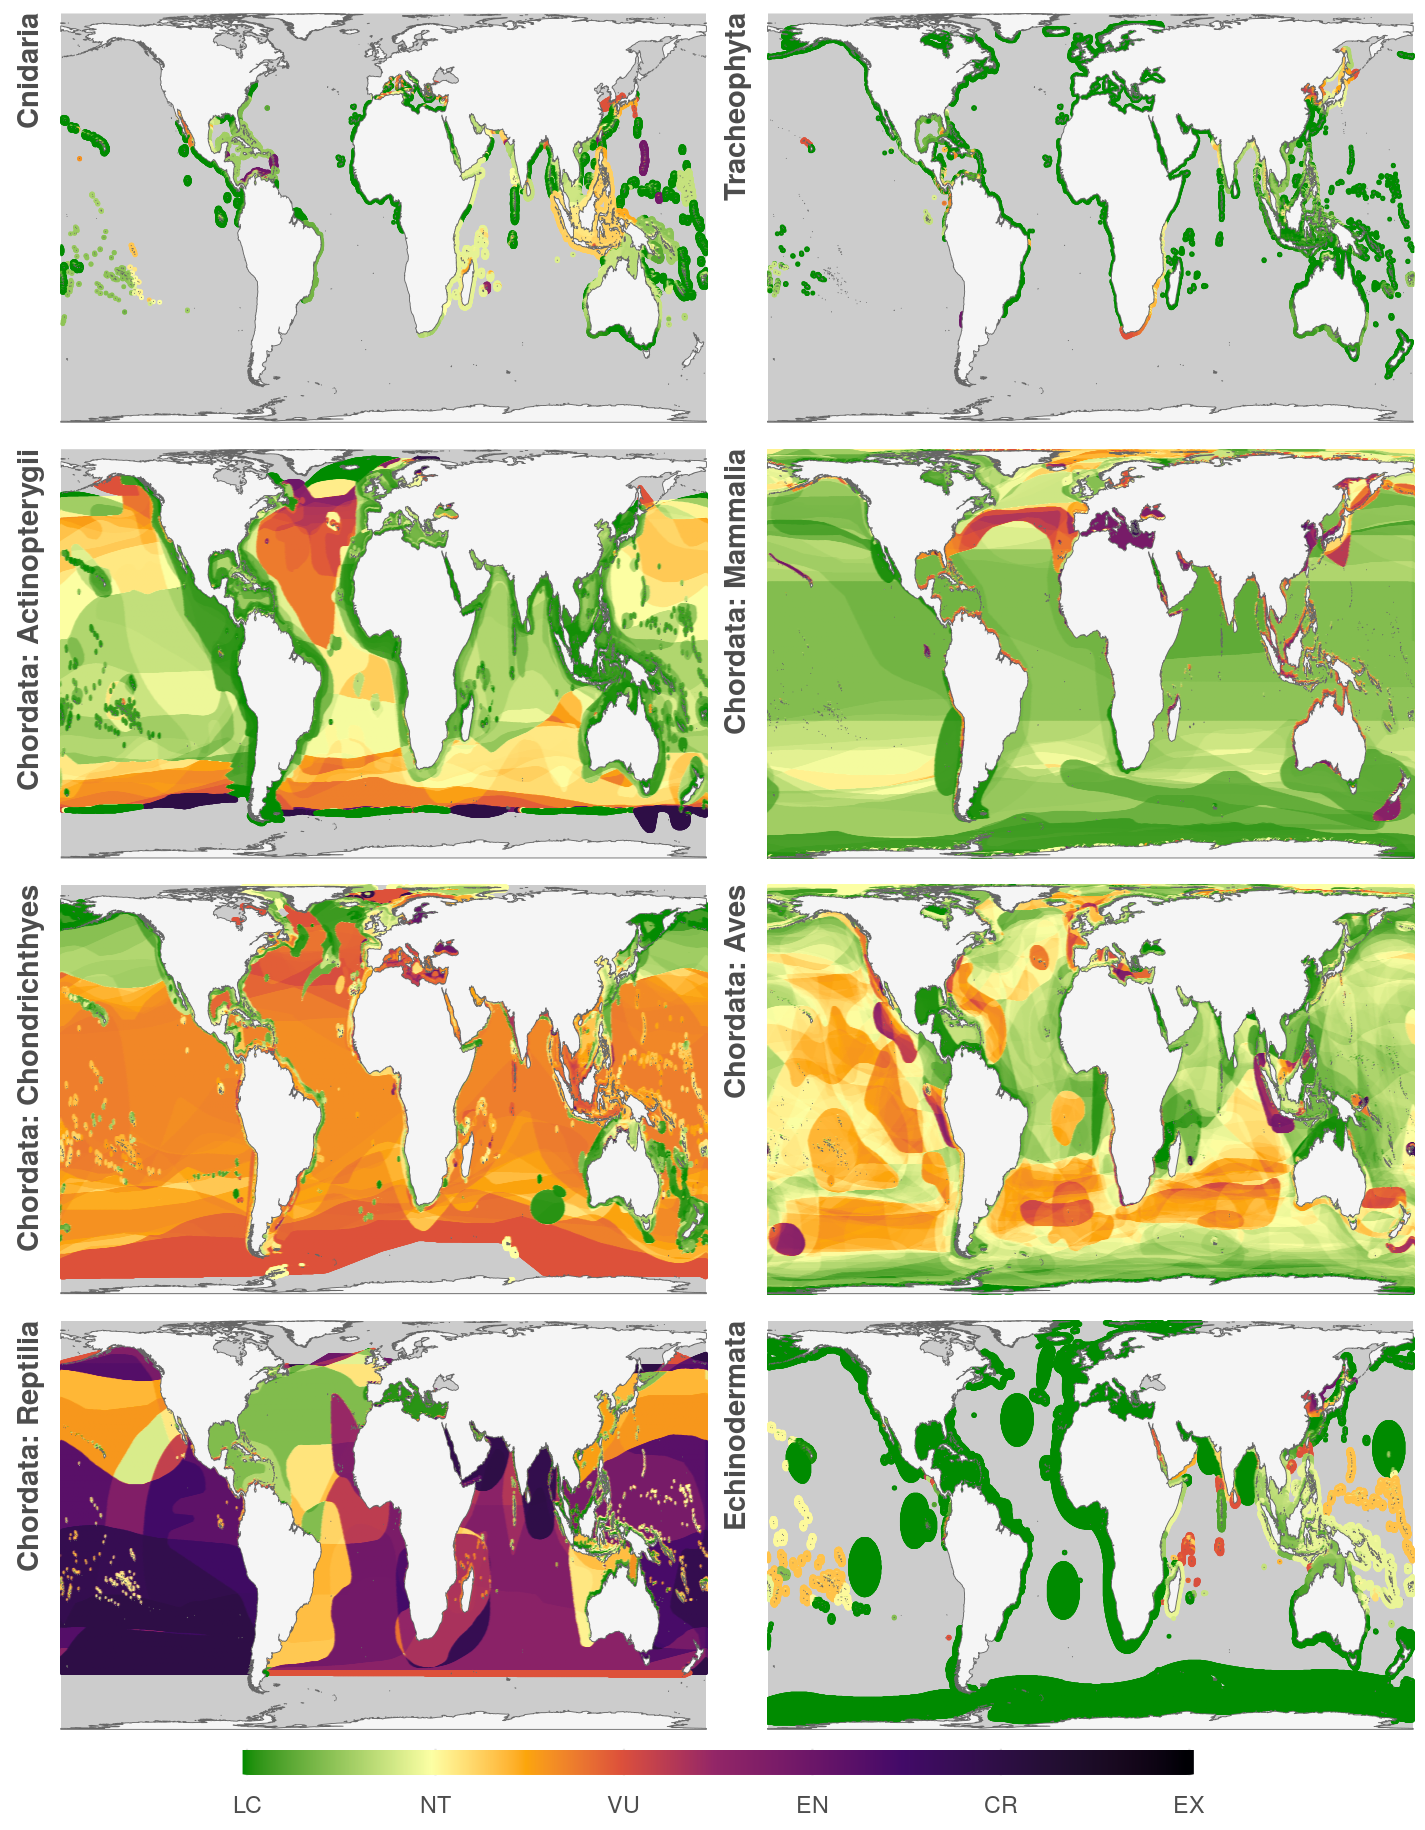 Cnidaria
Tracheophyta
Chordata: Actinopterygii
Chordata: Mammalia
Chordata: Chondrichthyes
Chordata: Aves
Chordata: Reptilia
Echinodermata
LC NT VU EN CR EX